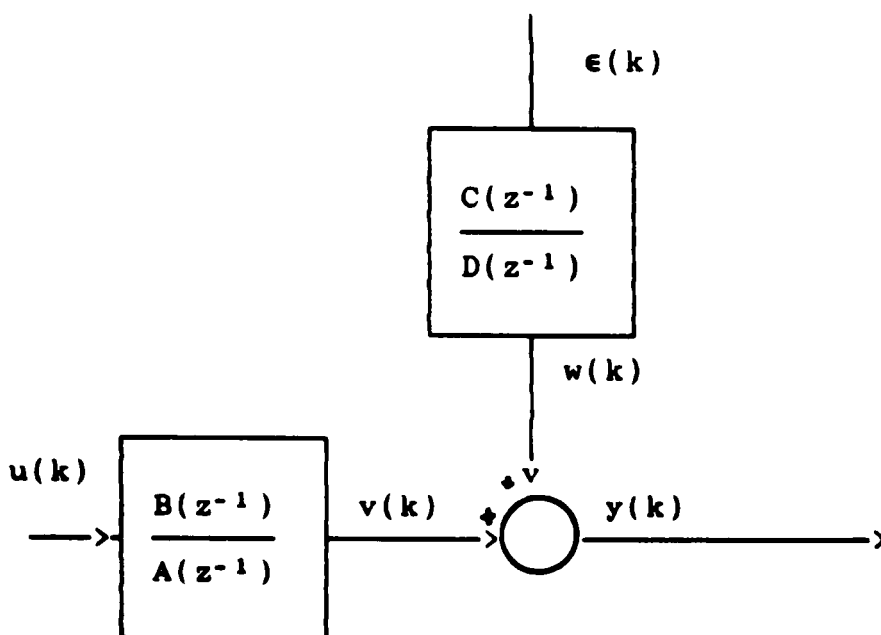 ϵ(k)
C(z⁻¹)
D(z⁻¹)
w(k)
u(k)
B(z⁻¹)
A(z⁻¹)
v(k)
+
+
y(k)